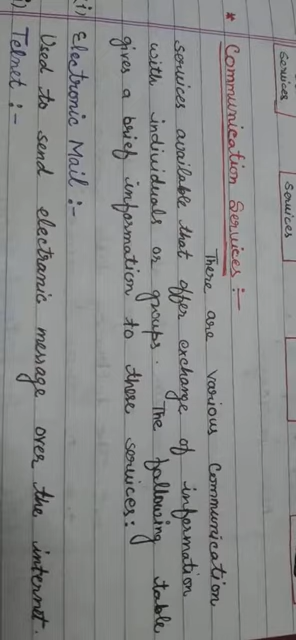 Services
Services
* Communication Services :-
There are various Communication
services available that offer exchange of information
with individuals or groups. The following table
gives a brief information to these services:
i) Electronic Mail :-
Used to send electronic message over the internet.
Telnet :-